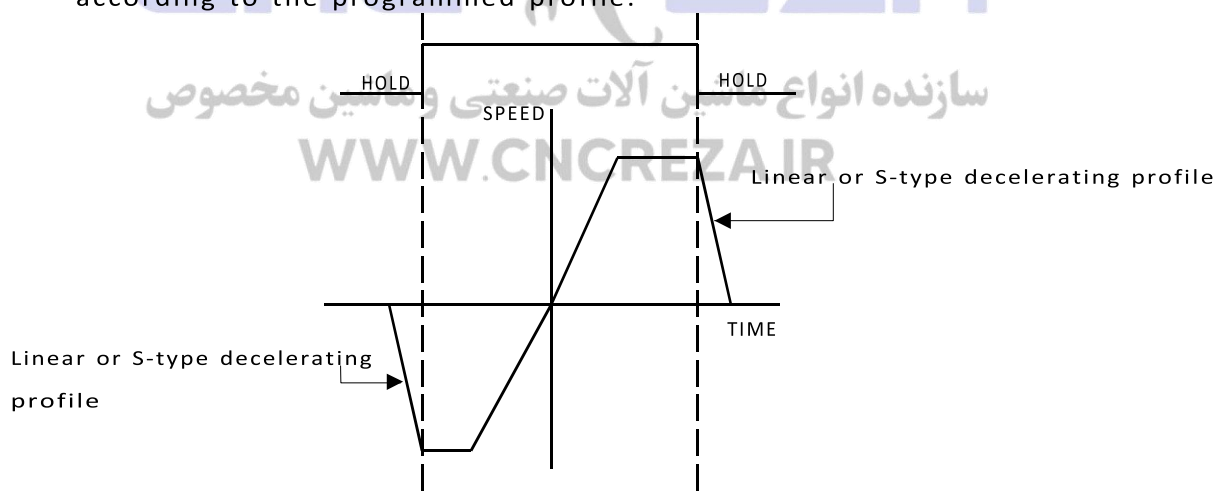 according to the programmed profile.
HOLD
HOLD
سازنده انواع ماشین آلات صنعتی و ماشین مخصوص
SPEED
WWW.CNCREZA.IR
Linear or S-type decelerating profile
TIME
Linear or S-type decelerating
profile